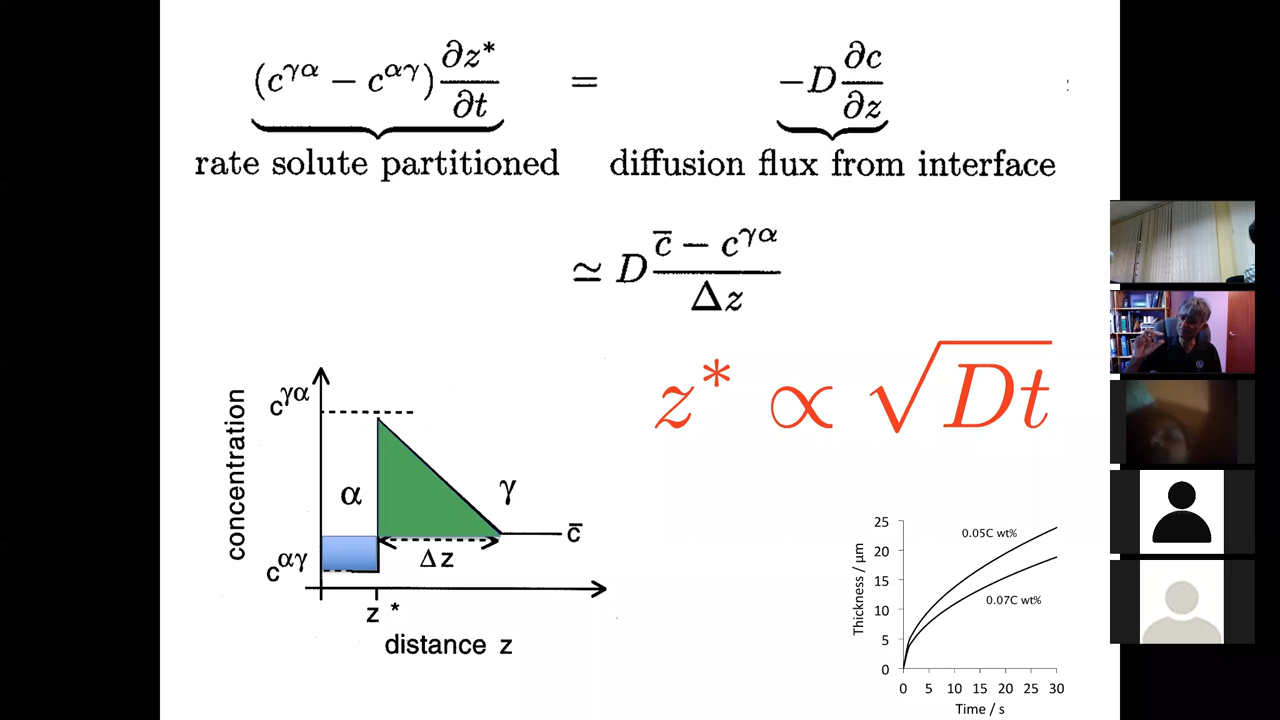 (c^{γα} − c^{αγ}) ∂z*/∂t = −D ∂c/∂z
rate solute partitioned diffusion flux from interface
≃ D (c̄ − c^{γα})/Δz
z* ∝ √Dt
concentration
c^{γα}
α
γ
c̄
Δz
c^{αγ}
z *
distance z
Thickness / μm
25
20
15
10
5
0
0.05C wt%
0.07C wt%
0 5 10 15 20 25 30
Time / s